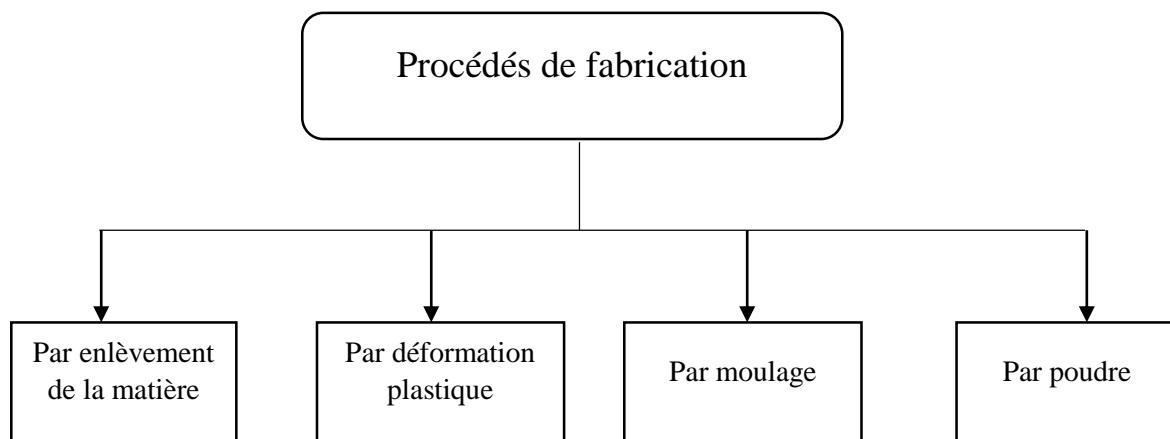 Procédés de fabrication
Par enlèvement
de la matière
Par déformation
plastique
Par moulage
Par poudre